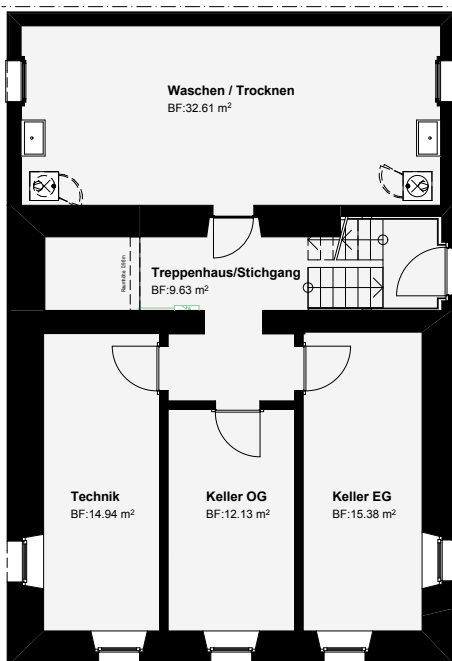 Waschen / Trocknen
BF:32.61 m²
Treppenhaus/Stichgang
BF:9.63 m²
Technik
BF:14.94 m²
Keller OG
BF:12.13 m²
Keller EG
BF:15.38 m²